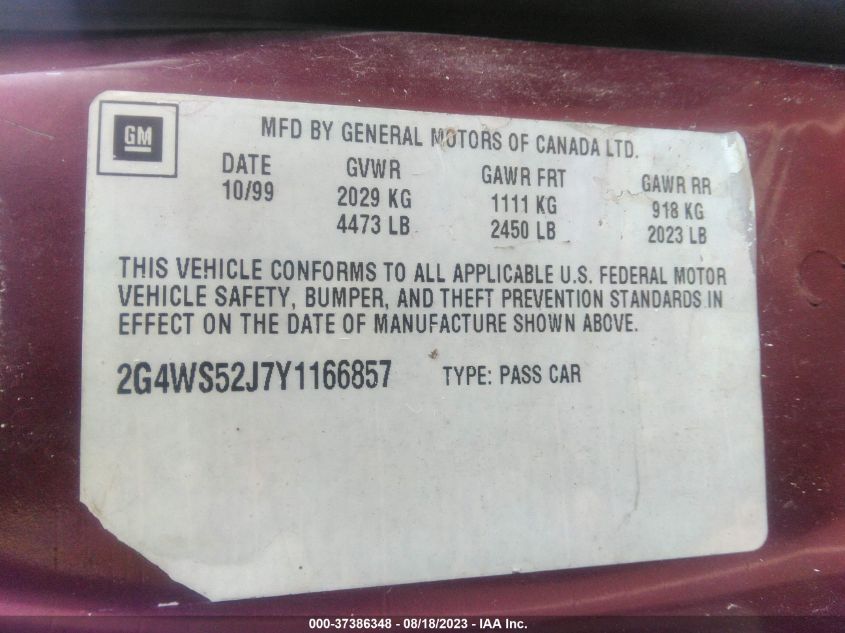 GM
MFD BY GENERAL MOTORS OF CANADA LTD.
DATE GVWR GAWR FRT GAWR RR
10/99 2029 KG 1111 KG 918 KG
4473 LB 2450 LB 2023 LB
THIS VEHICLE CONFORMS TO ALL APPLICABLE U.S. FEDERAL MOTOR
VEHICLE SAFETY, BUMPER, AND THEFT PREVENTION STANDARDS IN
EFFECT ON THE DATE OF MANUFACTURE SHOWN ABOVE.
2G4WS52J7Y1166857 TYPE: PASS CAR
000-37386348 - 08/18/2023 - IAA Inc.